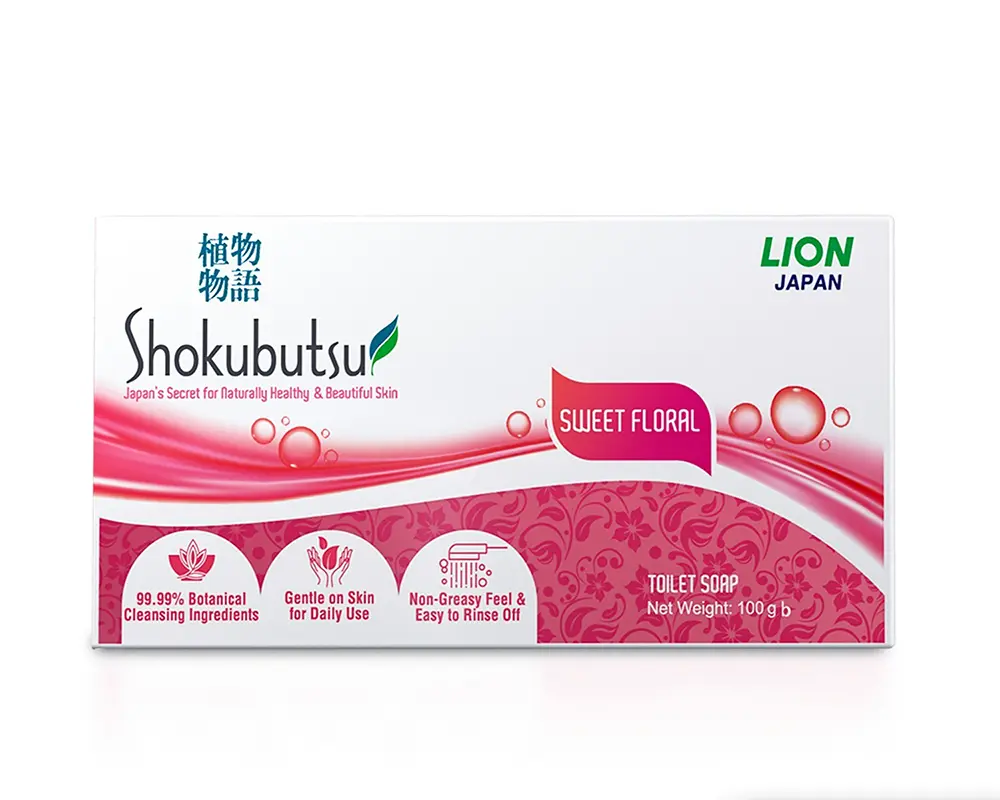 植物
物語
Shokubutsu
Japan's Secret for Naturally Healthy & Beautiful Skin
LION
JAPAN
SWEET FLORAL
99.99% Botanical
Cleansing Ingredients
Gentle on Skin
for Daily Use
Non-Greasy Feel &
Easy to Rinse Off
TOILET SOAP
Net Weight: 100 g b